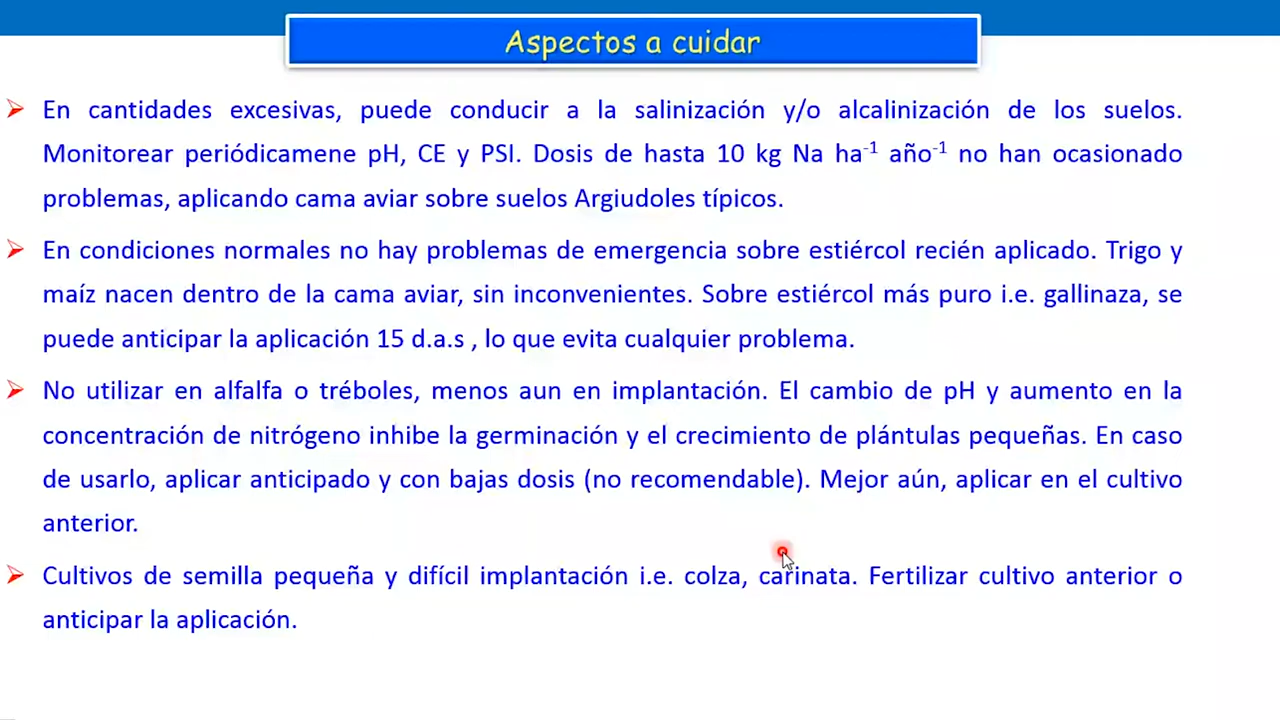 Aspectos a cuidar
En cantidades excesivas, puede conducir a la salinización y/o alcalinización de los suelos.
Monitorear periódicamene pH, CE y PSI. Dosis de hasta 10 kg Na ha⁻¹ año⁻¹ no han ocasionado
problemas, aplicando cama aviar sobre suelos Argiudoles típicos.
En condiciones normales no hay problemas de emergencia sobre estiércol recién aplicado. Trigo y
maíz nacen dentro de la cama aviar, sin inconvenientes. Sobre estiércol más puro i.e. gallinaza, se
puede anticipar la aplicación 15 d.a.s , lo que evita cualquier problema.
No utilizar en alfalfa o tréboles, menos aun en implantación. El cambio de pH y aumento en la
concentración de nitrógeno inhibe la germinación y el crecimiento de plántulas pequeñas. En caso
de usarlo, aplicar anticipado y con bajas dosis (no recomendable). Mejor aún, aplicar en el cultivo
anterior.
Cultivos de semilla pequeña y difícil implantación i.e. colza, carinata. Fertilizar cultivo anterior o
anticipar la aplicación.